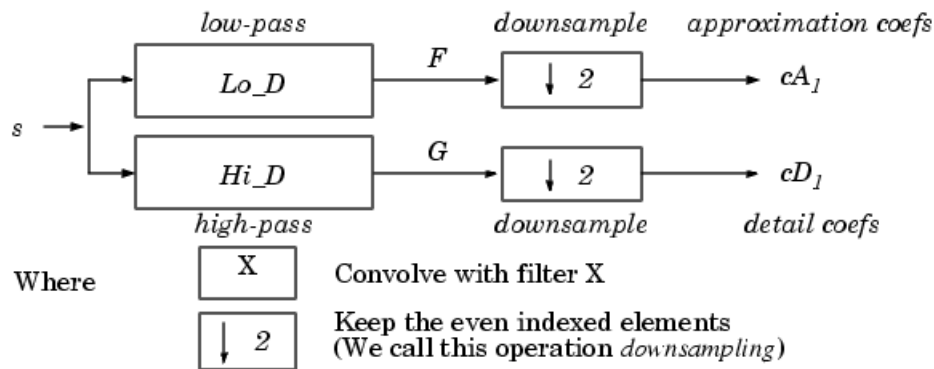 low-pass downsample approximation coefs
Lo_D F ↓ 2 cA₁
s
Hi_D G ↓ 2 cD₁
high-pass downsample detail coefs
Where X Convolve with filter X
↓ 2 Keep the even indexed elements
(We call this operation downsampling)